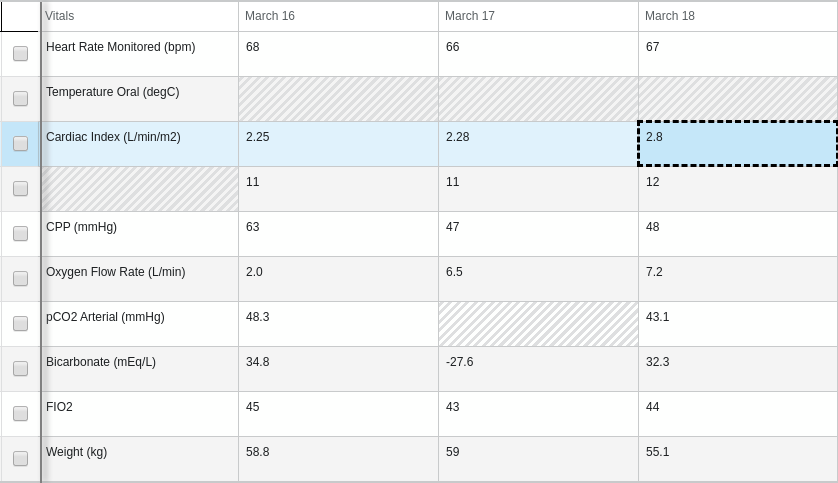 Vitals March 16 March 17 March 18
Heart Rate Monitored (bpm) 68 66 67
Temperature Oral (degC)
Cardiac Index (L/min/m2) 2.25 2.28 2.8
11 11 12
CPP (mmHg) 63 47 48
Oxygen Flow Rate (L/min) 2.0 6.5 7.2
pCO2 Arterial (mmHg) 48.3 43.1
Bicarbonate (mEq/L) 34.8 -27.6 32.3
FIO2 45 43 44
Weight (kg) 58.8 59 55.1